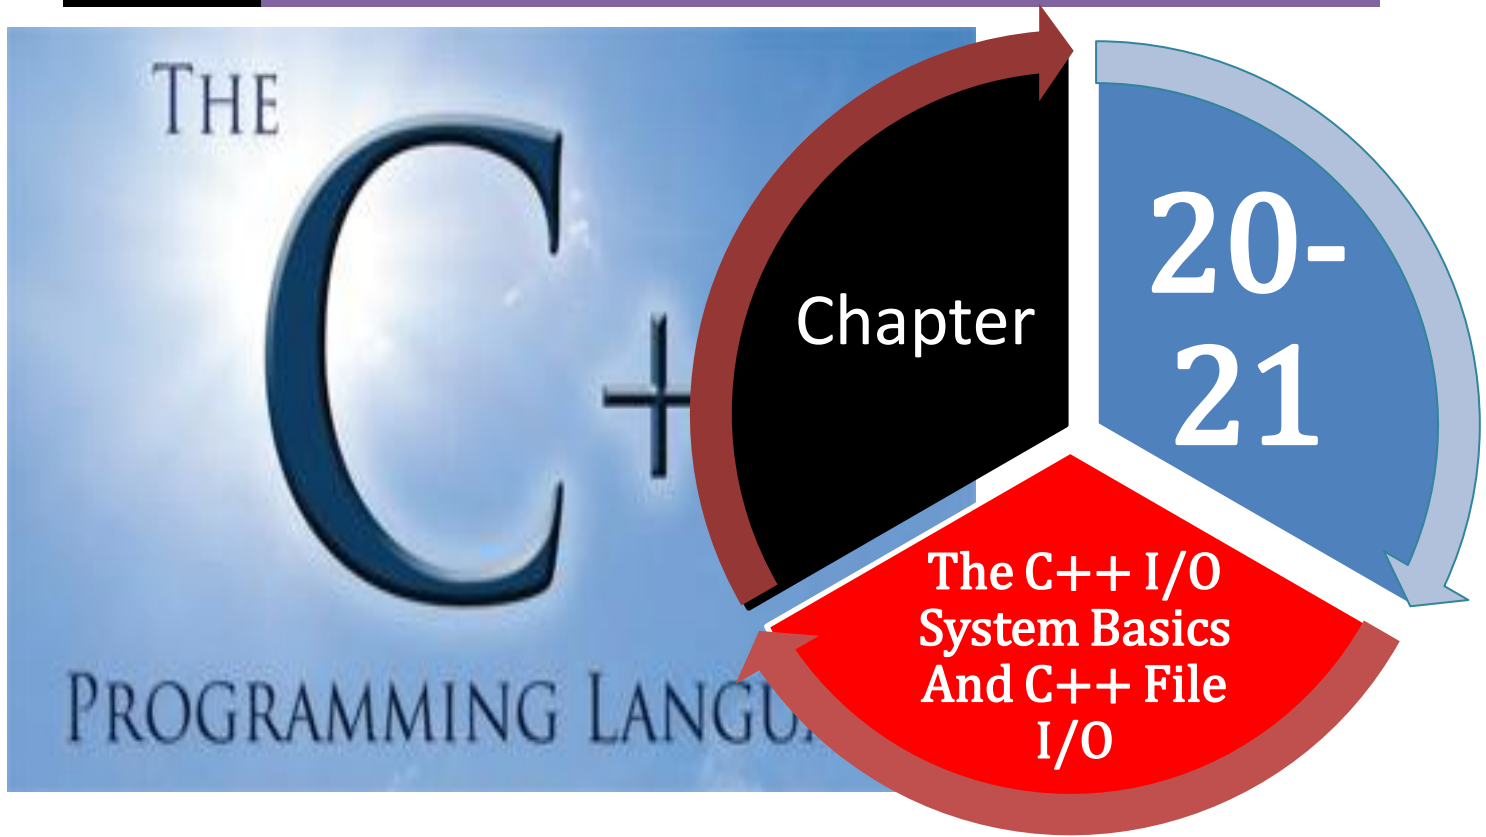 THE
C+
PROGRAMMING LANGU
Chapter
20-
21
The C++ I/O
System Basics
And C++ File
I/O